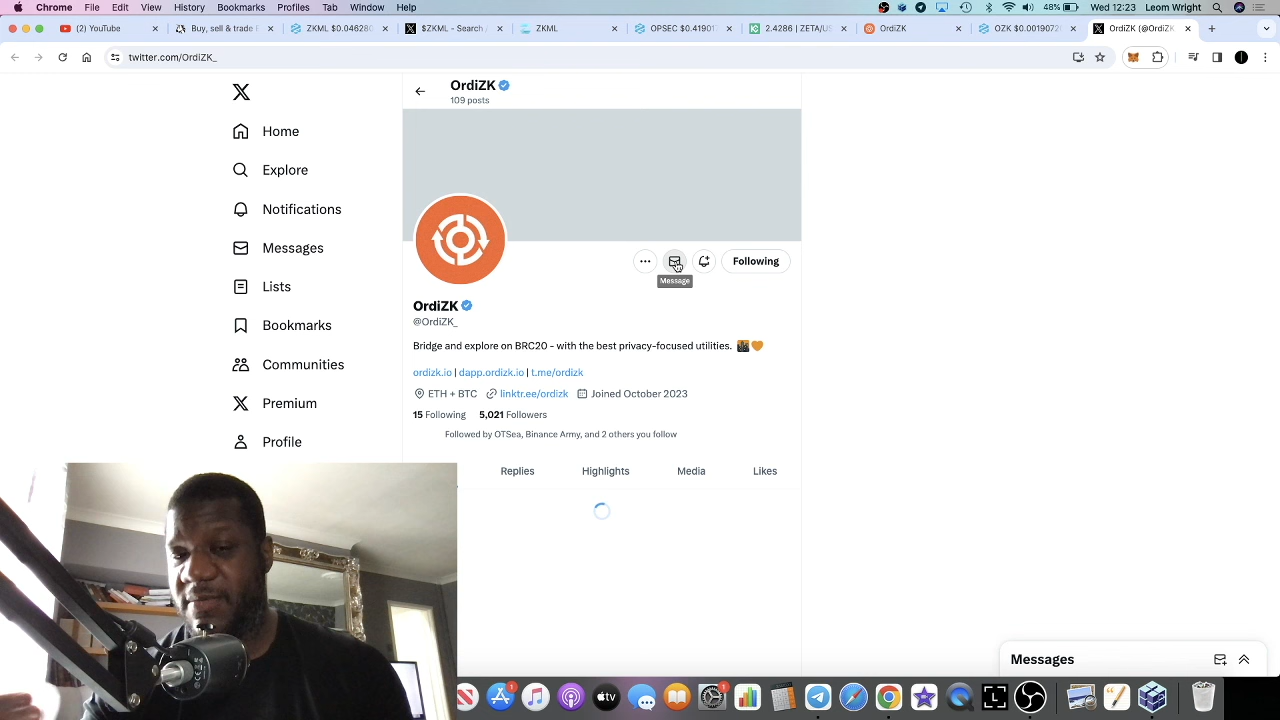 Chrome File Edit View History Bookmarks Profiles Tab Window Help 48% Wed 12:23 Leom Wright
(2) YouTube Buy, sell & trade E ZKML $0.04628( $ZKML - Search / ZKML OPSEC $0.4190 2.4286 | ZETA/US OrdiZK OZK $0.0019072 OrdiZK (@OrdiZK
twitter.com/OrdiZK_
OrdiZK
109 posts
Home
Explore
Notifications
Messages
Lists
Bookmarks
Communities
Premium
Profile
Following
Message
OrdiZK
@OrdiZK_
Bridge and explore on BRC20 - with the best privacy-focused utilities.
ordizk.io | dapp.ordizk.io | t.me/ordizk
ETH + BTC linktr.ee/ordizk Joined October 2023
15 Following 5,021 Followers
Followed by OTSea, Binance Army, and 2 others you follow
Replies Highlights Media Likes
Messages
tv